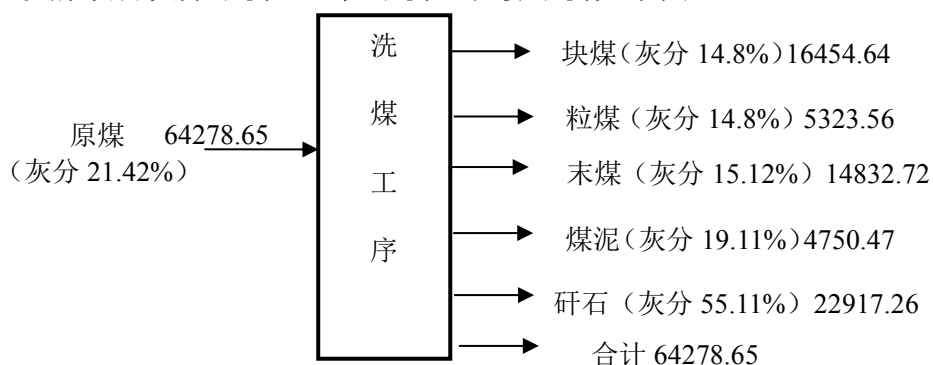 洗煤工序
块煤（灰分 14.8%）16454.64
粒煤（灰分 14.8%）5323.56
原煤 64278.65
（灰分 21.42%）
末煤（灰分 15.12%）14832.72
煤泥（灰分 19.11%）4750.47
矸石（灰分 55.11%）22917.26
合计 64278.65